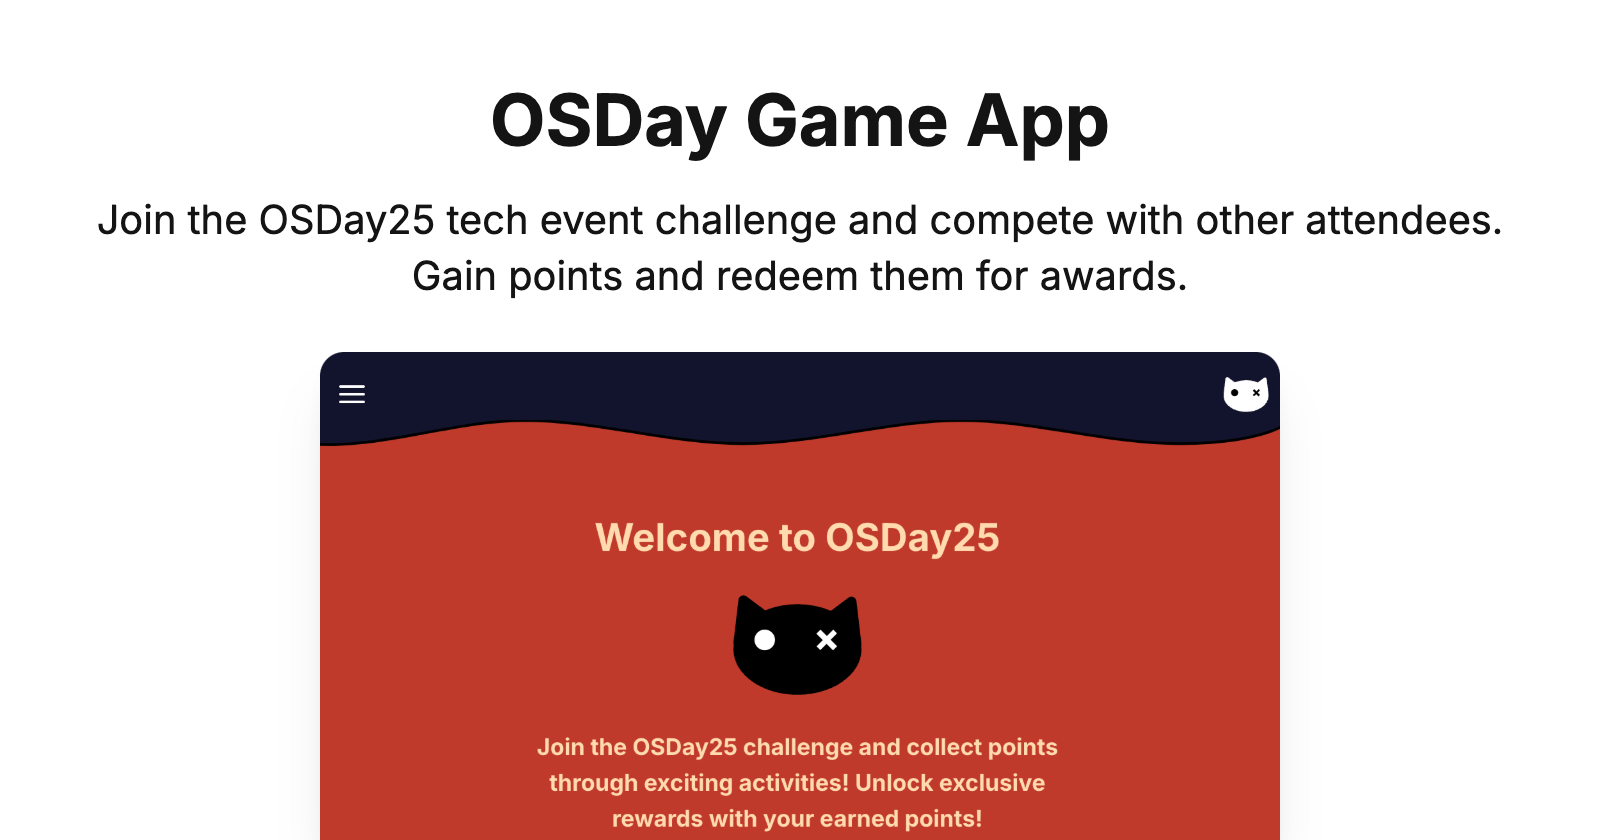 OSDay Game App
Join the OSDay25 tech event challenge and compete with other attendees.
Gain points and redeem them for awards.
Welcome to OSDay25
Join the OSDay25 challenge and collect points
through exciting activities! Unlock exclusive
rewards with your earned points!